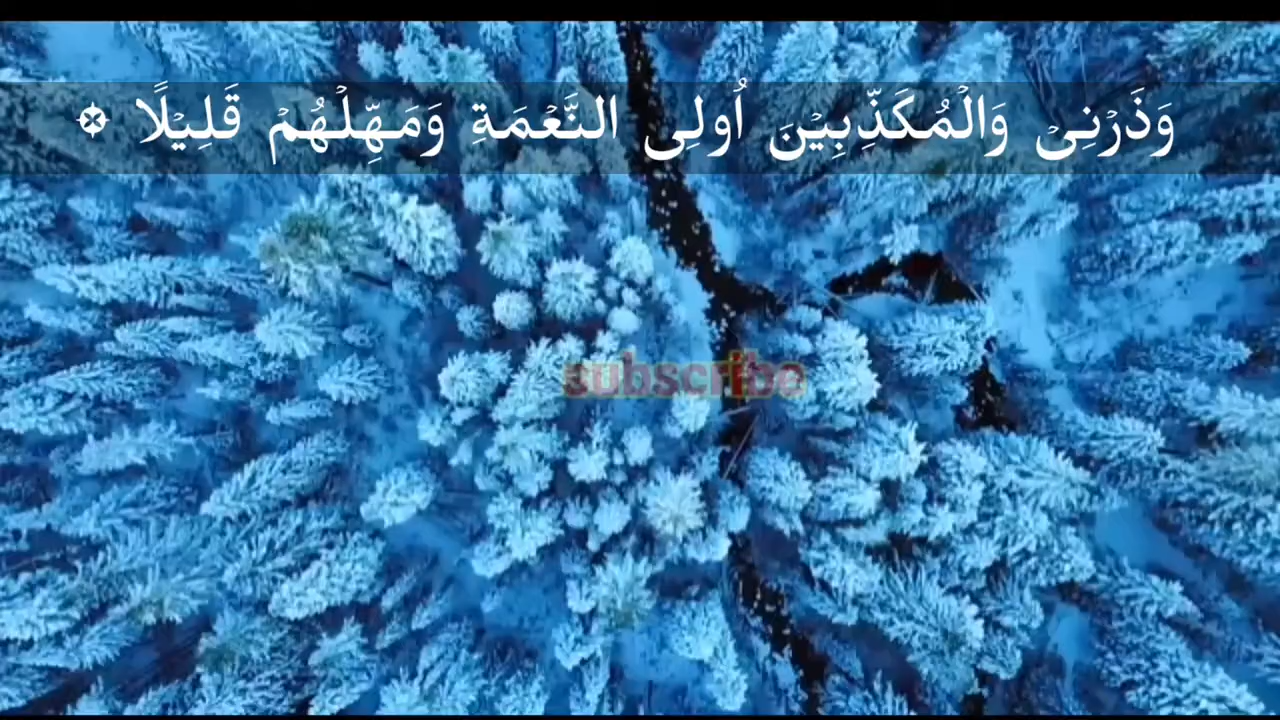 وَذَرْنِیْ وَالْمُكَذِّبِیْنَ اُولِی النَّعْمَةِ وَمَهِّلْهُمْ قَلِیْلًا
subscribe